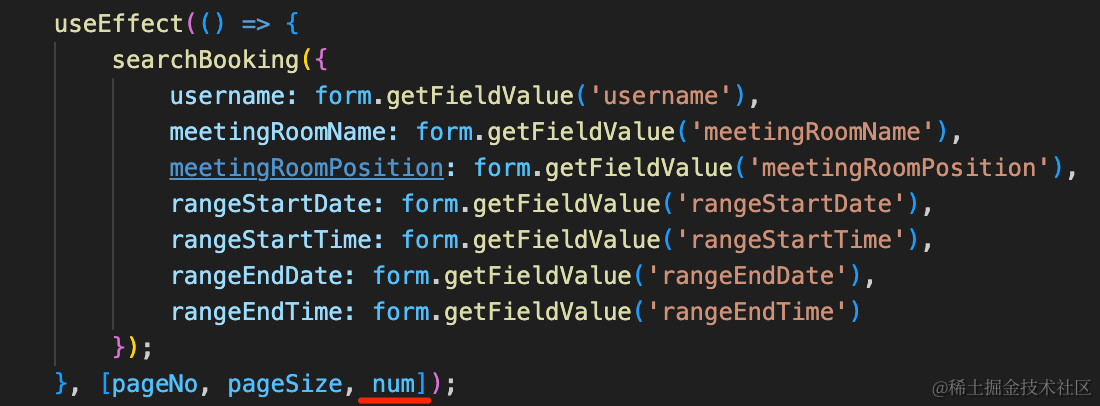 useEffect(() => {
searchBooking({
username: form.getFieldValue('username'),
meetingRoomName: form.getFieldValue('meetingRoomName'),
meetingRoomPosition: form.getFieldValue('meetingRoomPosition'),
rangeStartDate: form.getFieldValue('rangeStartDate'),
rangeStartTime: form.getFieldValue('rangeStartTime'),
rangeEndDate: form.getFieldValue('rangeEndDate'),
rangeEndTime: form.getFieldValue('rangeEndTime')
});
}, [pageNo, pageSize, num]);
@稀土掘金技术社区